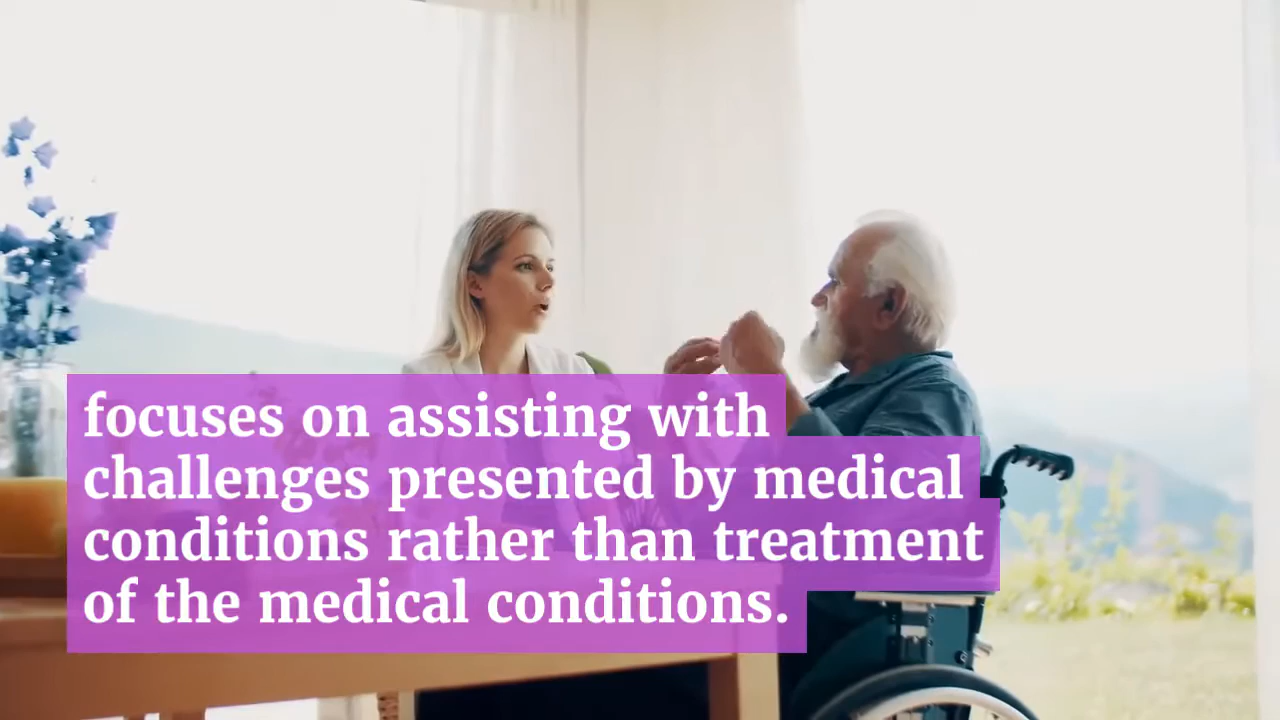 focuses on assisting with
challenges presented by medical
conditions rather than treatment
of the medical conditions.